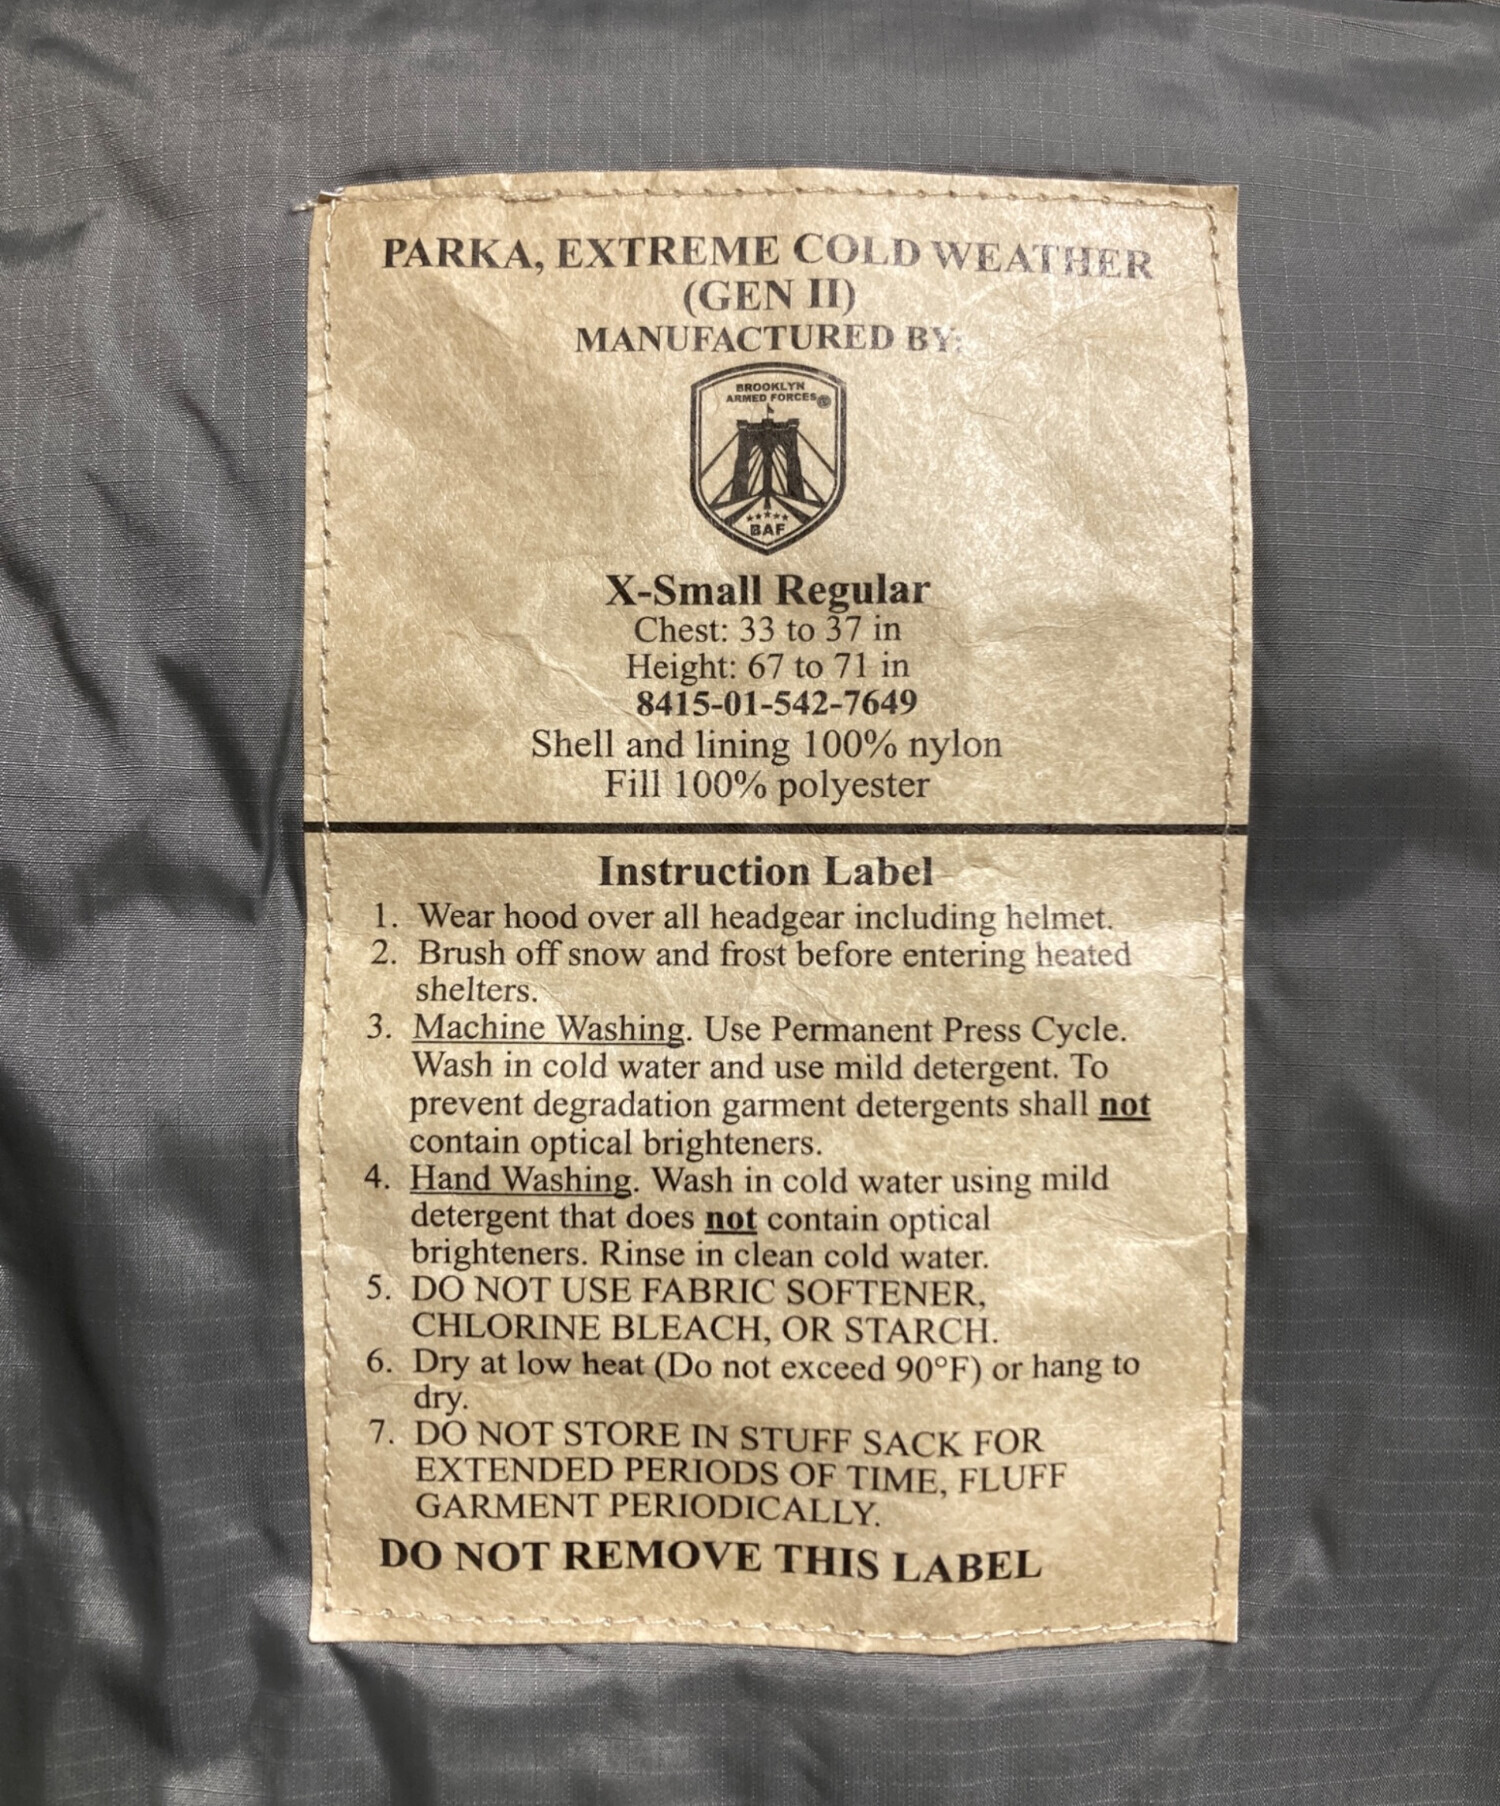 PARKA, EXTREME COLD WEATHER
(GEN II)
MANUFACTURED BY:
BROOKLYN
ARMED FORCES®
BAF
X-Small Regular
Chest: 33 to 37 in
Height: 67 to 71 in
8415-01-542-7649
Shell and lining 100% nylon
Fill 100% polyester
Instruction Label
1. Wear hood over all headgear including helmet.
2. Brush off snow and frost before entering heated
shelters.
3. Machine Washing. Use Permanent Press Cycle.
Wash in cold water and use mild detergent. To
prevent degradation garment detergents shall not
contain optical brighteners.
4. Hand Washing. Wash in cold water using mild
detergent that does not contain optical
brighteners. Rinse in clean cold water.
5. DO NOT USE FABRIC SOFTENER,
CHLORINE BLEACH, OR STARCH.
6. Dry at low heat (Do not exceed 90°F) or hang to
dry.
7. DO NOT STORE IN STUFF SACK FOR
EXTENDED PERIODS OF TIME, FLUFF
GARMENT PERIODICALLY.
DO NOT REMOVE THIS LABEL